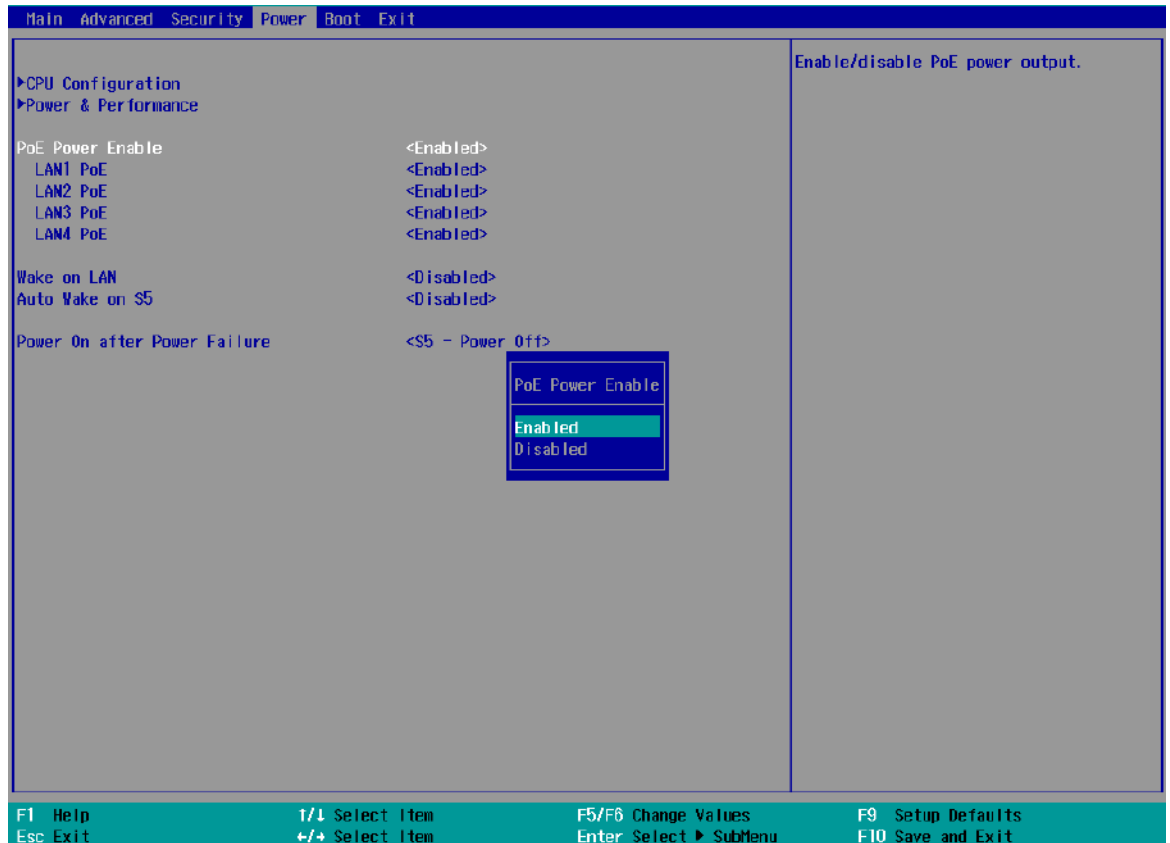 Main Advanced Security Power Boot Exit
Enable/disable PoE power output.
▶CPU Configuration
▶Power & Performance
PoE Power Enable <Enabled>
LAN1 PoE <Enabled>
LAN2 PoE <Enabled>
LAN3 PoE <Enabled>
LAN4 PoE <Enabled>
Wake on LAN <Disabled>
Auto Wake on S5 <Disabled>
Power On after Power Failure <S5 - Power Off>
PoE Power Enable
Enabled
Disabled
F1 Help ↑/↓ Select Item F5/F6 Change Values F9 Setup Defaults
Esc Exit ←/→ Select Item Enter Select ▶ SubMenu F10 Save and Exit